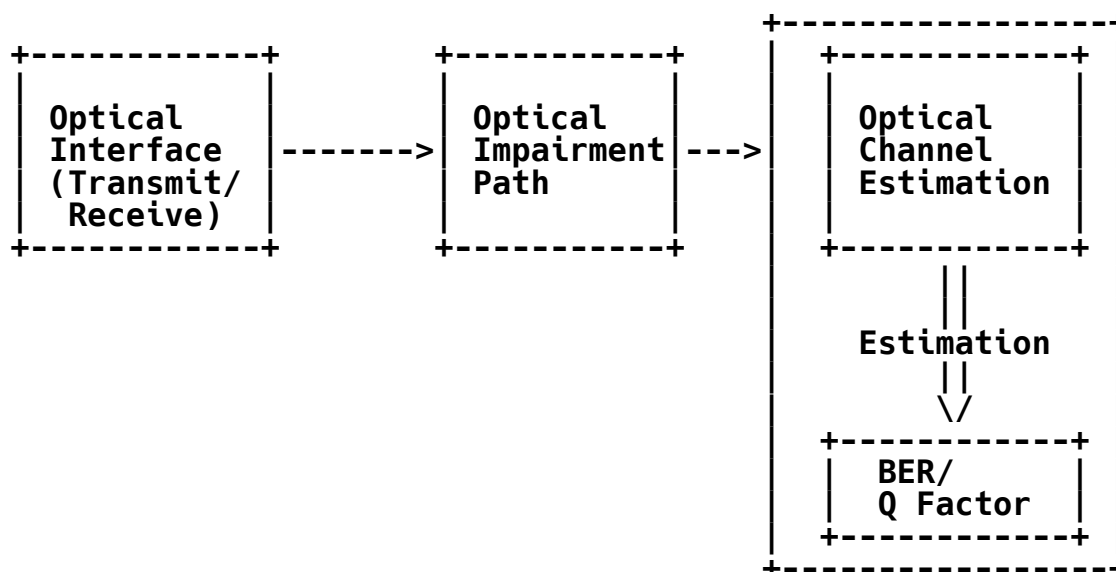 Optical
Interface
(Transmit/
Receive)
Optical
Impairment
Path
Optical
Channel
Estimation
Estimation
BER/
Q Factor